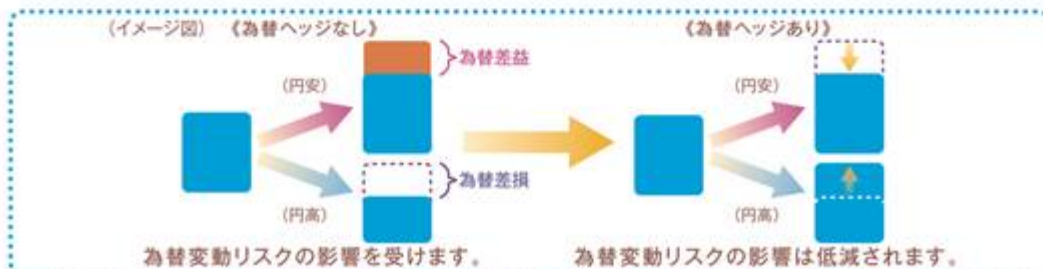 (イメージ図) 《為替ヘッジなし》
《為替ヘッジあり》
為替差益
(円安)
(円安)
為替差損
(円高)
(円高)
為替変動リスクの影響を受けます。
為替変動リスクの影響は低減されます。